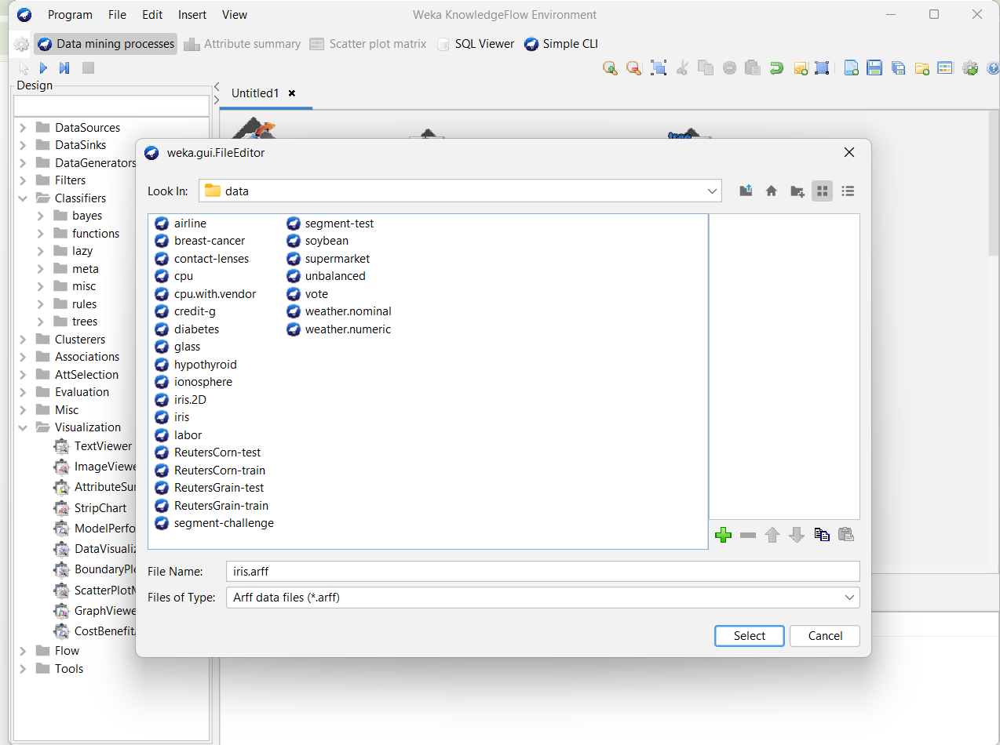 Program File Edit Insert View Weka KnowledgeFlow Environment
Data mining processes Attribute summary Scatter plot matrix SQL Viewer Simple CLI
Design
Untitled1
DataSources
DataSinks
DataGenerators
Filters
Classifiers
bayes
functions
lazy
meta
misc
rules
trees
Clusterers
Associations
AttSelection
Evaluation
Misc
Visualization
TextViewer
ImageViewe
AttributeSu
StripChart
ModelPerfo
DataVisualiz
BoundaryPlo
ScatterPlotM
GraphViewe
CostBenefit
Flow
Tools
weka.gui.FileEditor
Look In: data
airline
breast-cancer
contact-lenses
cpu
cpu.with.vendor
credit-g
diabetes
glass
hypothyroid
ionosphere
iris.2D
iris
labor
ReutersCorn-test
ReutersCorn-train
ReutersGrain-test
ReutersGrain-train
segment-challenge
segment-test
soybean
supermarket
unbalanced
vote
weather.nominal
weather.numeric
File Name: iris.arff
Files of Type: Arff data files (*.arff)
Select Cancel